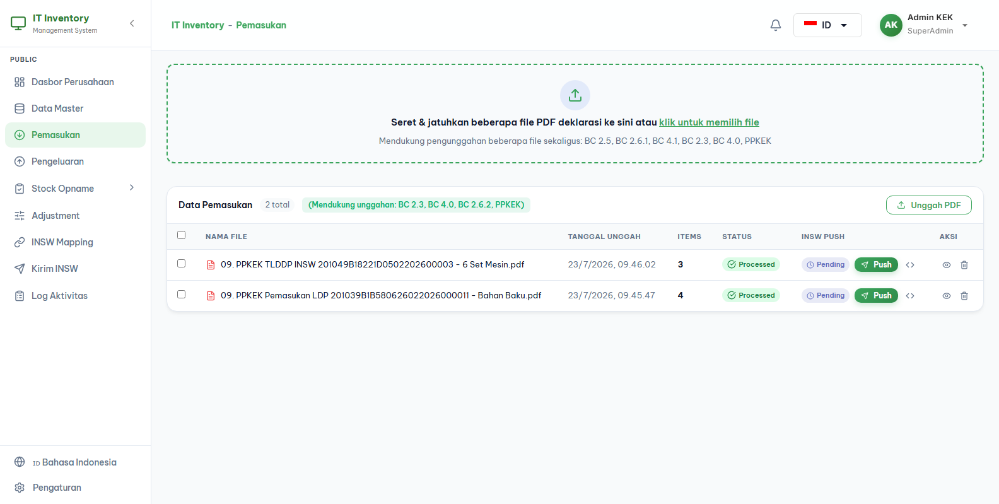 IT Inventory
Management System
PUBLIC
Dasbor Perusahaan
Data Master
Pemasukan
Pengeluaran
Stock Opname
Adjustment
INSW Mapping
Kirim INSW
Log Aktivitas
ID Bahasa Indonesia
Pengaturan
IT Inventory - Pemasukan
ID
AK
Admin KEK
SuperAdmin
Seret & jatuhkan beberapa file PDF deklarasi ke sini atau klik untuk memilih file
Mendukung pengunggahan beberapa file sekaligus: BC 2.5, BC 2.6.1, BC 4.1, BC 2.3, BC 4.0, PPKEK
Data Pemasukan 2 total (Mendukung unggahan: BC 2.3, BC 4.0, BC 2.6.2, PPKEK) Unggah PDF
NAMA FILE TANGGAL UNGGAH ITEMS STATUS INSW PUSH AKSI
09. PPKEK TLDDP INSW 201049B18221D0502202600003 - 6 Set Mesin.pdf 23/7/2026, 09.46.02 3 Processed Pending Push
09. PPKEK Pemasukan LDP 201039B1B580626022026000011 - Bahan Baku.pdf 23/7/2026, 09.45.47 4 Processed Pending Push